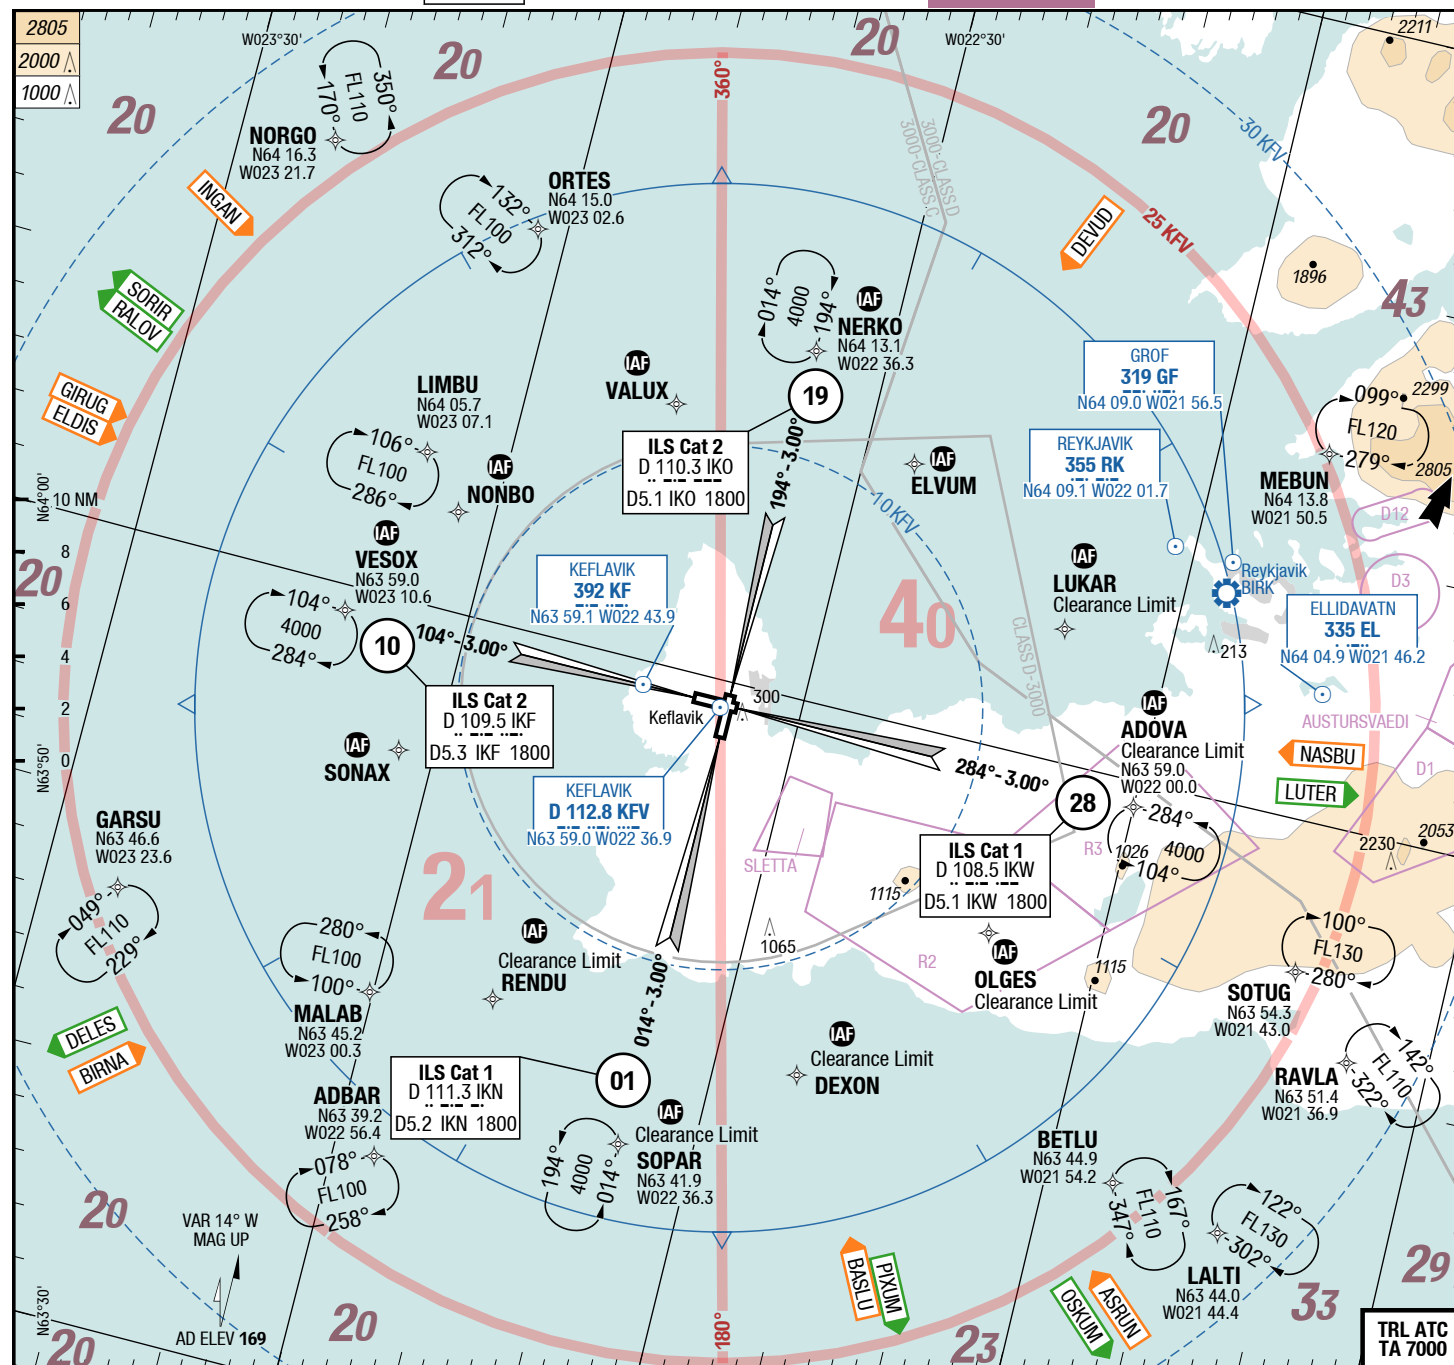 2805
2000
1000
W023°30'
W022°30'
2211
20
20
20
20
350°
FL110
170°
NORGO
N64 16.3
W023 21.7
360°
3000-CLASS D
3000-CLASS C
30 KFV
INGAN
132°
FL100
312°
ORTES
N64 15.0
W023 02.6
DEVUD
25 KFV
1896
43
SORIR
RALOV
014°
4000
194°
IAF
NERKO
N64 13.1
W022 36.3
GROF
319 GF
N64 09.0 W021 56.5
GIRUG
ELDIS
LIMBU
N64 05.7
W023 07.1
IAF
VALUX
19
099°
FL120
279°
2299
2805
106°
FL100
286°
IAF
NONBO
ILS Cat 2
D 110.3 IKO
D5.1 IKO 1800
194°-3.00°
IAF
ELVUM
REYKJAVIK
355 RK
N64 09.1 W022 01.7
MEBUN
N64 13.8
W021 50.5
D12
N64°00'
10 NM
8
6
4
2
0
N63°50'
20
IAF
VESOX
N63 59.0
W023 10.6
10 KFV
KEFLAVIK
392 KF
N63 59.1 W022 43.9
IAF
LUKAR
Clearance Limit
Reykjavik
BIRK
D3
104°
4000
284°
10
104°-3.00°
40
CLASS D-3000
213
ELLIDAVATN
335 EL
N64 04.9 W021 46.2
ILS Cat 2
D 109.5 IKF
D5.3 IKF 1800
Keflavik
300
IAF
ADOVA
Clearance Limit
N63 59.0
W022 00.0
AUSTURSVAEDI
IAF
SONAX
284°-3.00°
NASBU
LUTER
D1
KEFLAVIK
D 112.8 KFV
N63 59.0 W022 36.9
28
284°
4000
104°
GARSU
N63 46.6
W023 23.6
SLETTA
ILS Cat 1
D 108.5 IKW
D5.1 IKW 1800
R3
1026
2230
2053
049°
FL110
229°
21
1115
280°
FL100
100°
IAF
Clearance Limit
RENDU
1065
R2
IAF
OLGES
Clearance Limit
1115
100°
FL130
280°
MALAB
N63 45.2
W023 00.3
014°-3.00°
SOTUG
N63 54.3
W021 43.0
DELES
BIRNA
ILS Cat 1
D 111.3 IKN
D5.2 IKN 1800
01
IAF
Clearance Limit
DEXON
142°
FL110
322°
RAVLA
N63 51.4
W021 36.9
ADBAR
N63 39.2
W022 56.4
IAF
Clearance Limit
SOPAR
N63 41.9
W022 36.3
194°
4000
014°
BETLU
N63 44.9
W021 54.2
078°
FL100
258°
167°
FL110
347°
122°
FL130
302°
20
VAR 14° W
MAG UP
LALTI
N63 44.0
W021 44.4
29
BASLU
PIXUM
OSKUM
ASRUN
33
N63°30'
20
AD ELEV 169
20
180°
23
TRL ATC
TA 7000